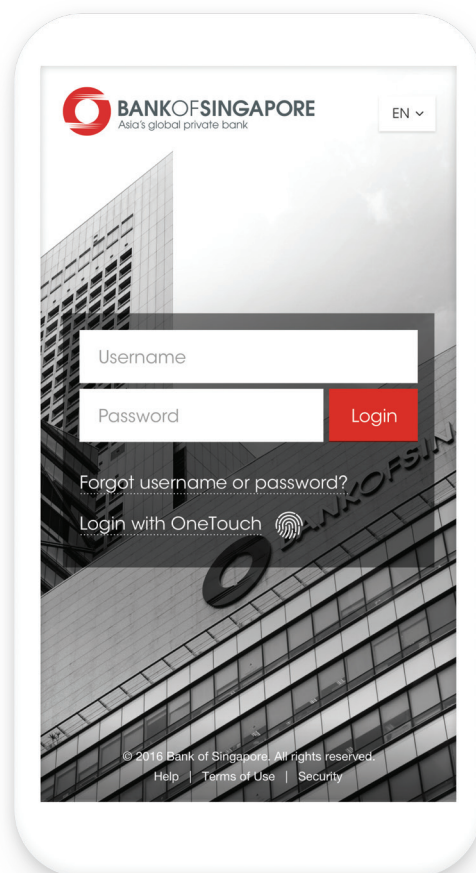 BANKOFSINGAPORE
Asia's global private bank
EN
Username
Password
Login
Forgot username or password?
Login with OneTouch
BANKOFSIN
© 2016 Bank of Singapore. All rights reserved.
Help | Terms of Use | Security